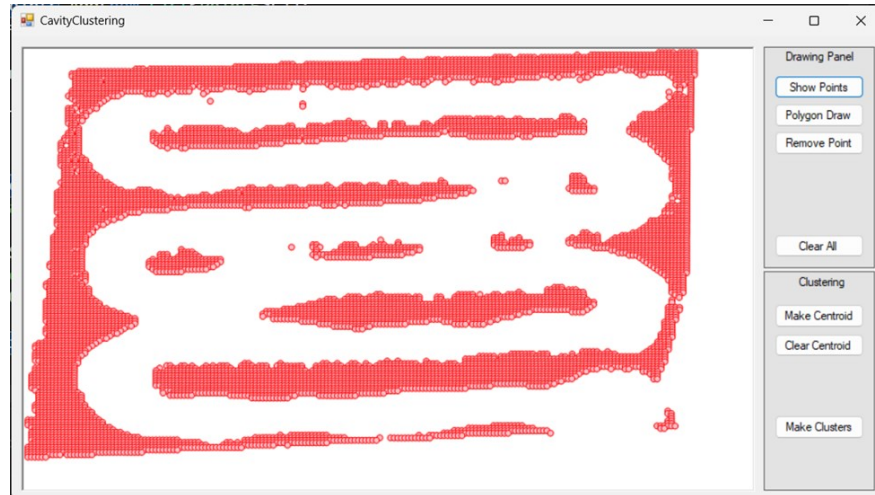 CavityClustering
Drawing Panel
Show Points
Polygon Draw
Remove Point
Clear All
Clustering
Make Centroid
Clear Centroid
Make Clusters